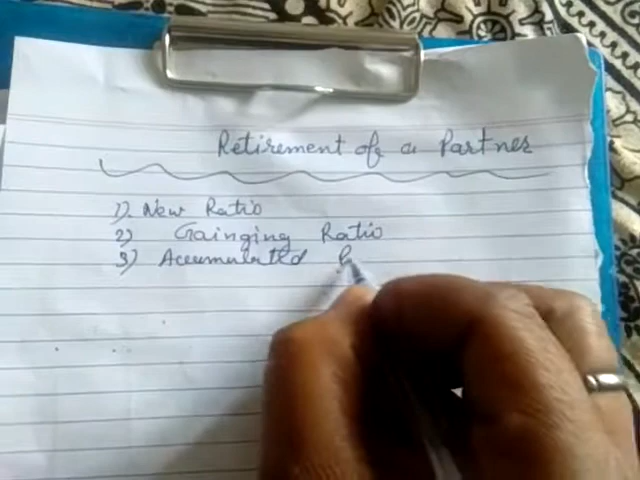 Retirement of a Partner
1). New Ratio
2) Gainging Ratio
3) Accumulated